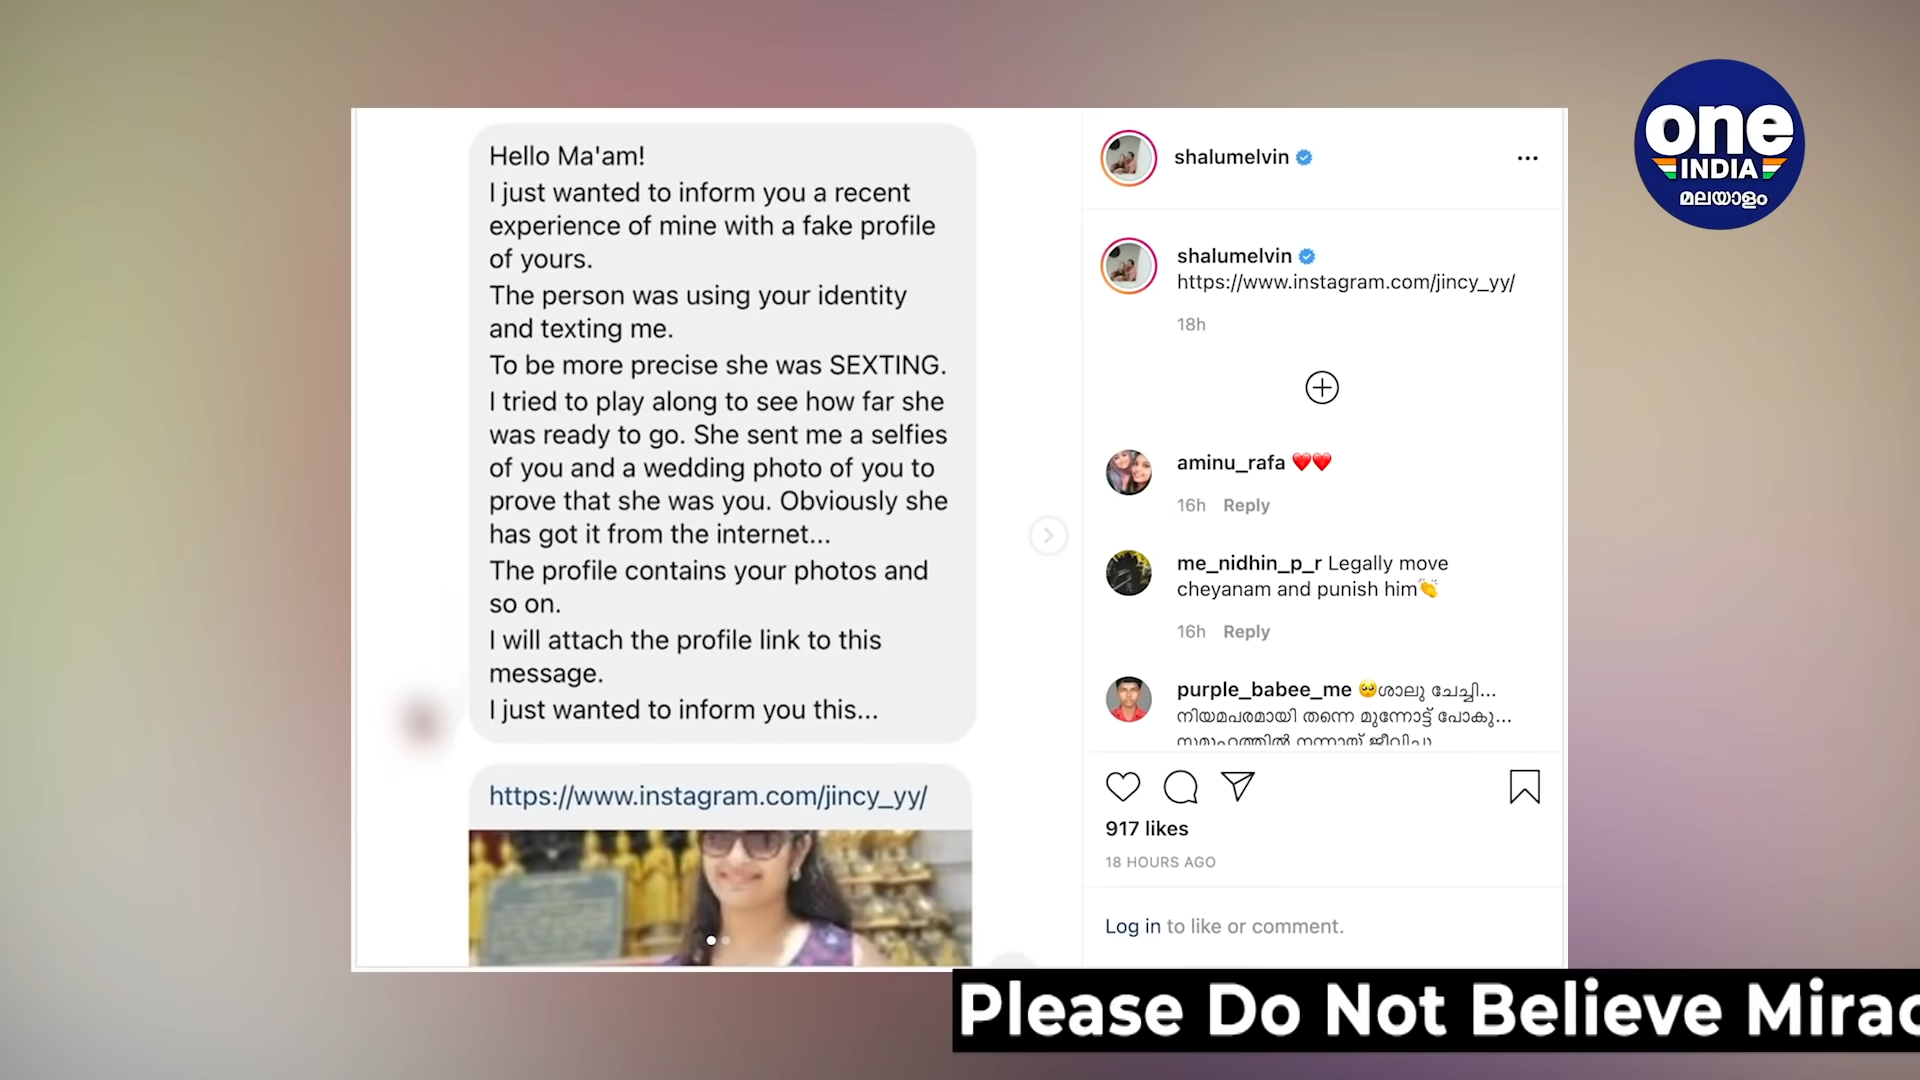 Hello Ma'am!
I just wanted to inform you a recent
experience of mine with a fake profile
of yours.
The person was using your identity
and texting me.
To be more precise she was SEXTING.
I tried to play along to see how far she
was ready to go. She sent me a selfies
of you and a wedding photo of you to
prove that she was you. Obviously she
has got it from the internet...
The profile contains your photos and
so on.
I will attach the profile link to this
message.
I just wanted to inform you this...
https://www.instagram.com/jincy_yy/
shalumelvin
shalumelvin
https://www.instagram.com/jincy_yy/
18h
aminu_rafa ❤️❤️
16h Reply
me_nidhin_p_r Legally move
cheyanam and punish him👏
16h Reply
purple_babee_me 🥺ശാലു ചേച്ചി...
നിയമപരമായി തന്നെ മുന്നോട്ട് പോകു...
സമൂഹത്തിൽ നന്നായ് ജീവിച്ചു
917 likes
18 HOURS AGO
Log in to like or comment.
one
INDIA
മലയാളം
Please Do Not Believe Mirac